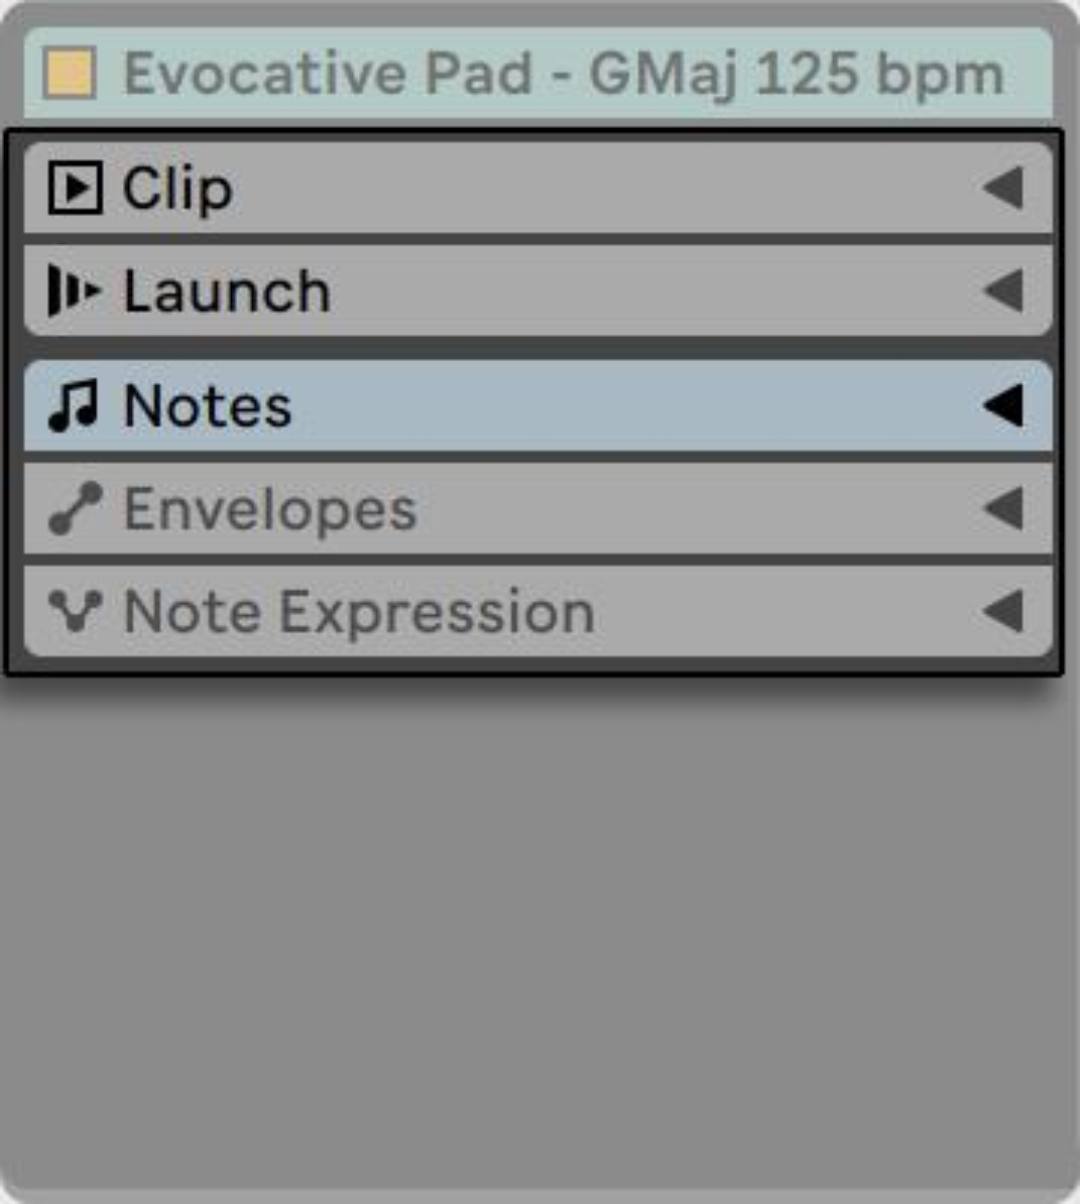 Evocative Pad - GMaj 125 bpm
Clip
Launch
Notes
Envelopes
Note Expression